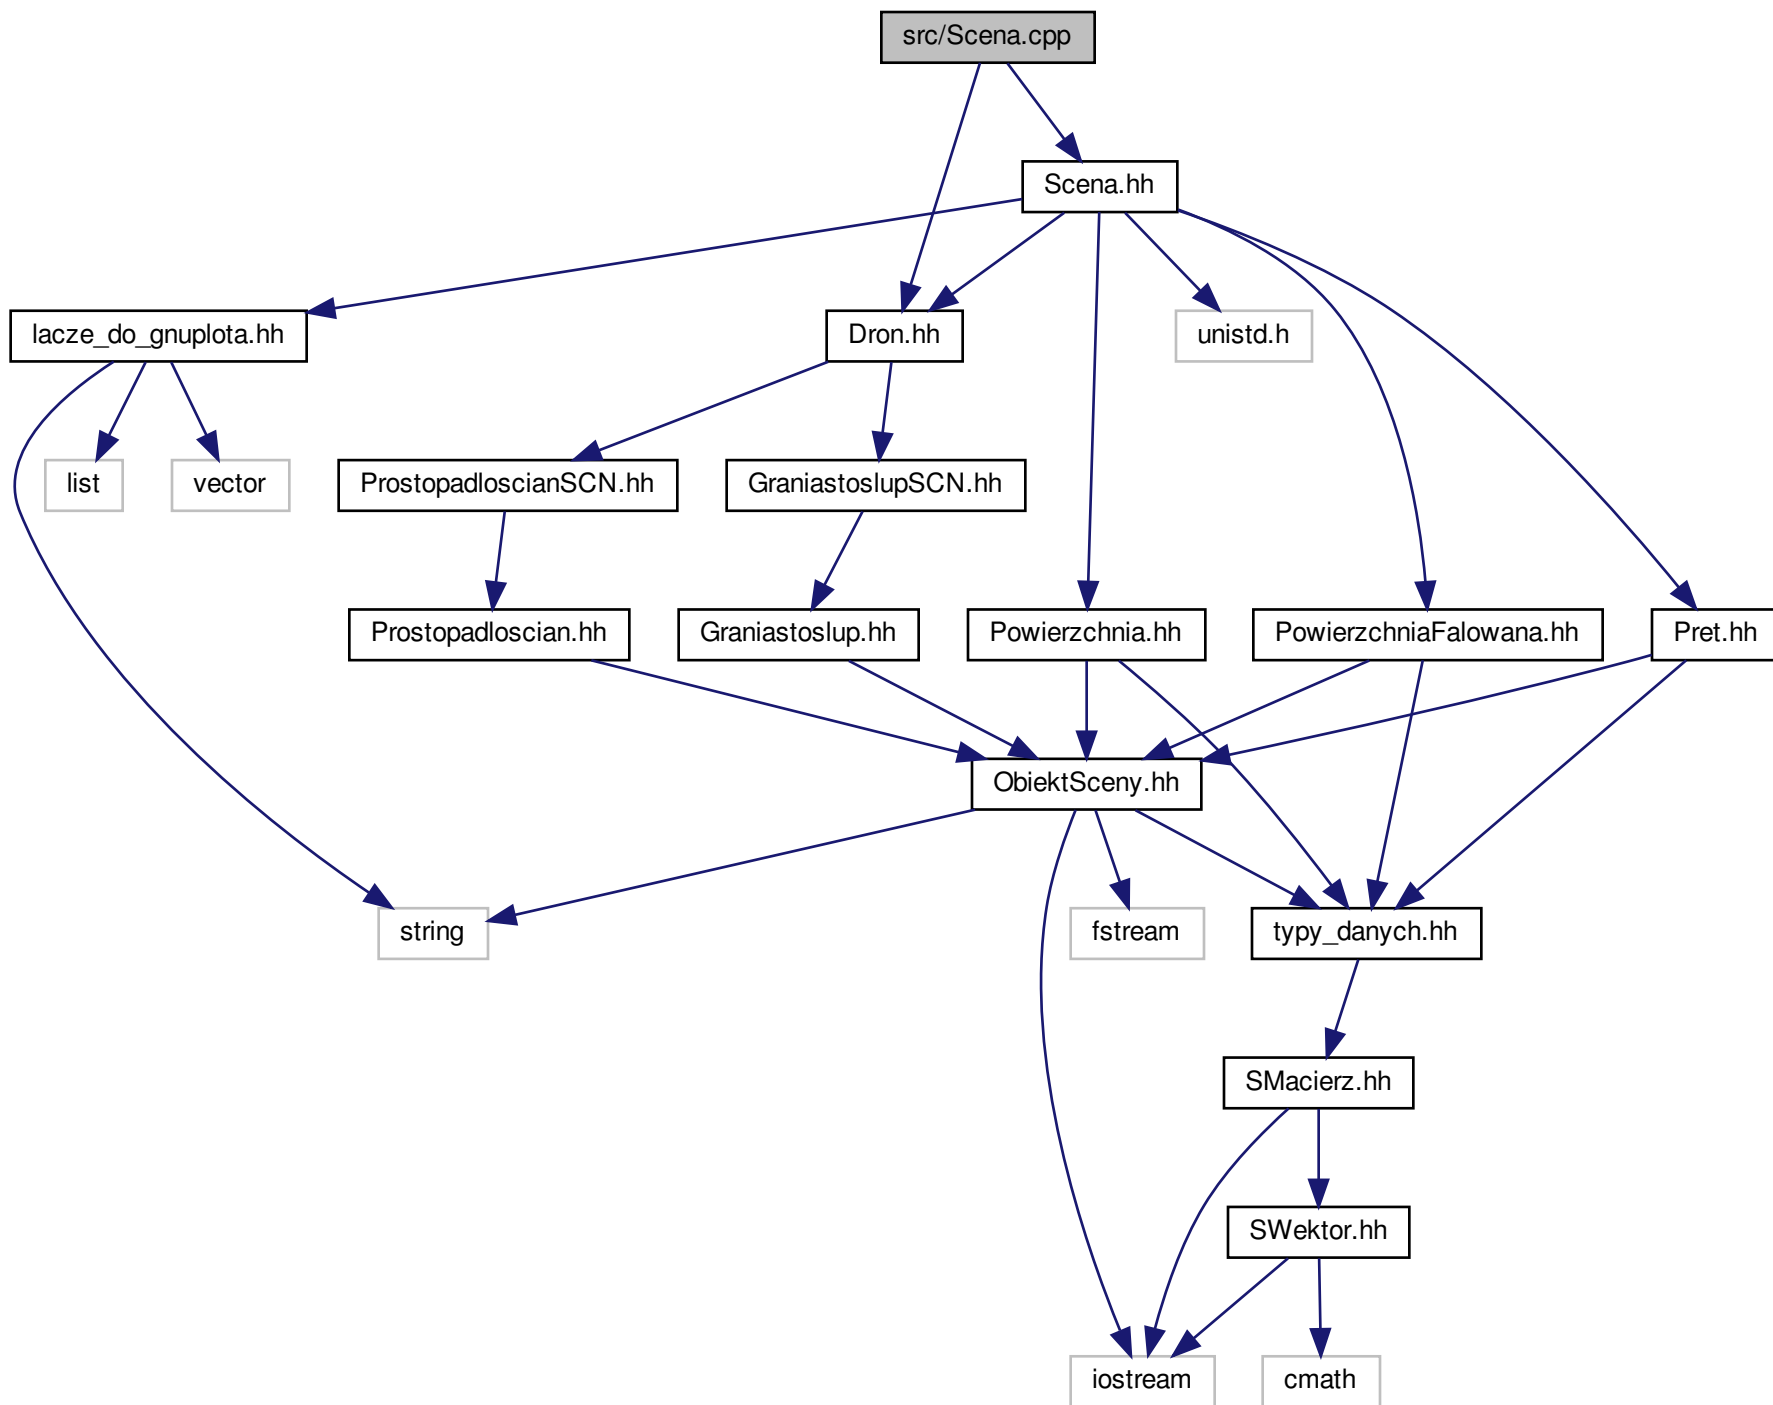 src/Scena.cpp
Scena.hh
lacze_do_gnuplota.hh
Dron.hh
unistd.h
list
vector
ProstopadloscianSCN.hh
GraniastoslupSCN.hh
Prostopadloscian.hh
Graniastoslup.hh
Powierzchnia.hh
PowierzchniaFalowana.hh
Pret.hh
ObiektSceny.hh
string
fstream
typy_danych.hh
SMacierz.hh
SWektor.hh
iostream
cmath